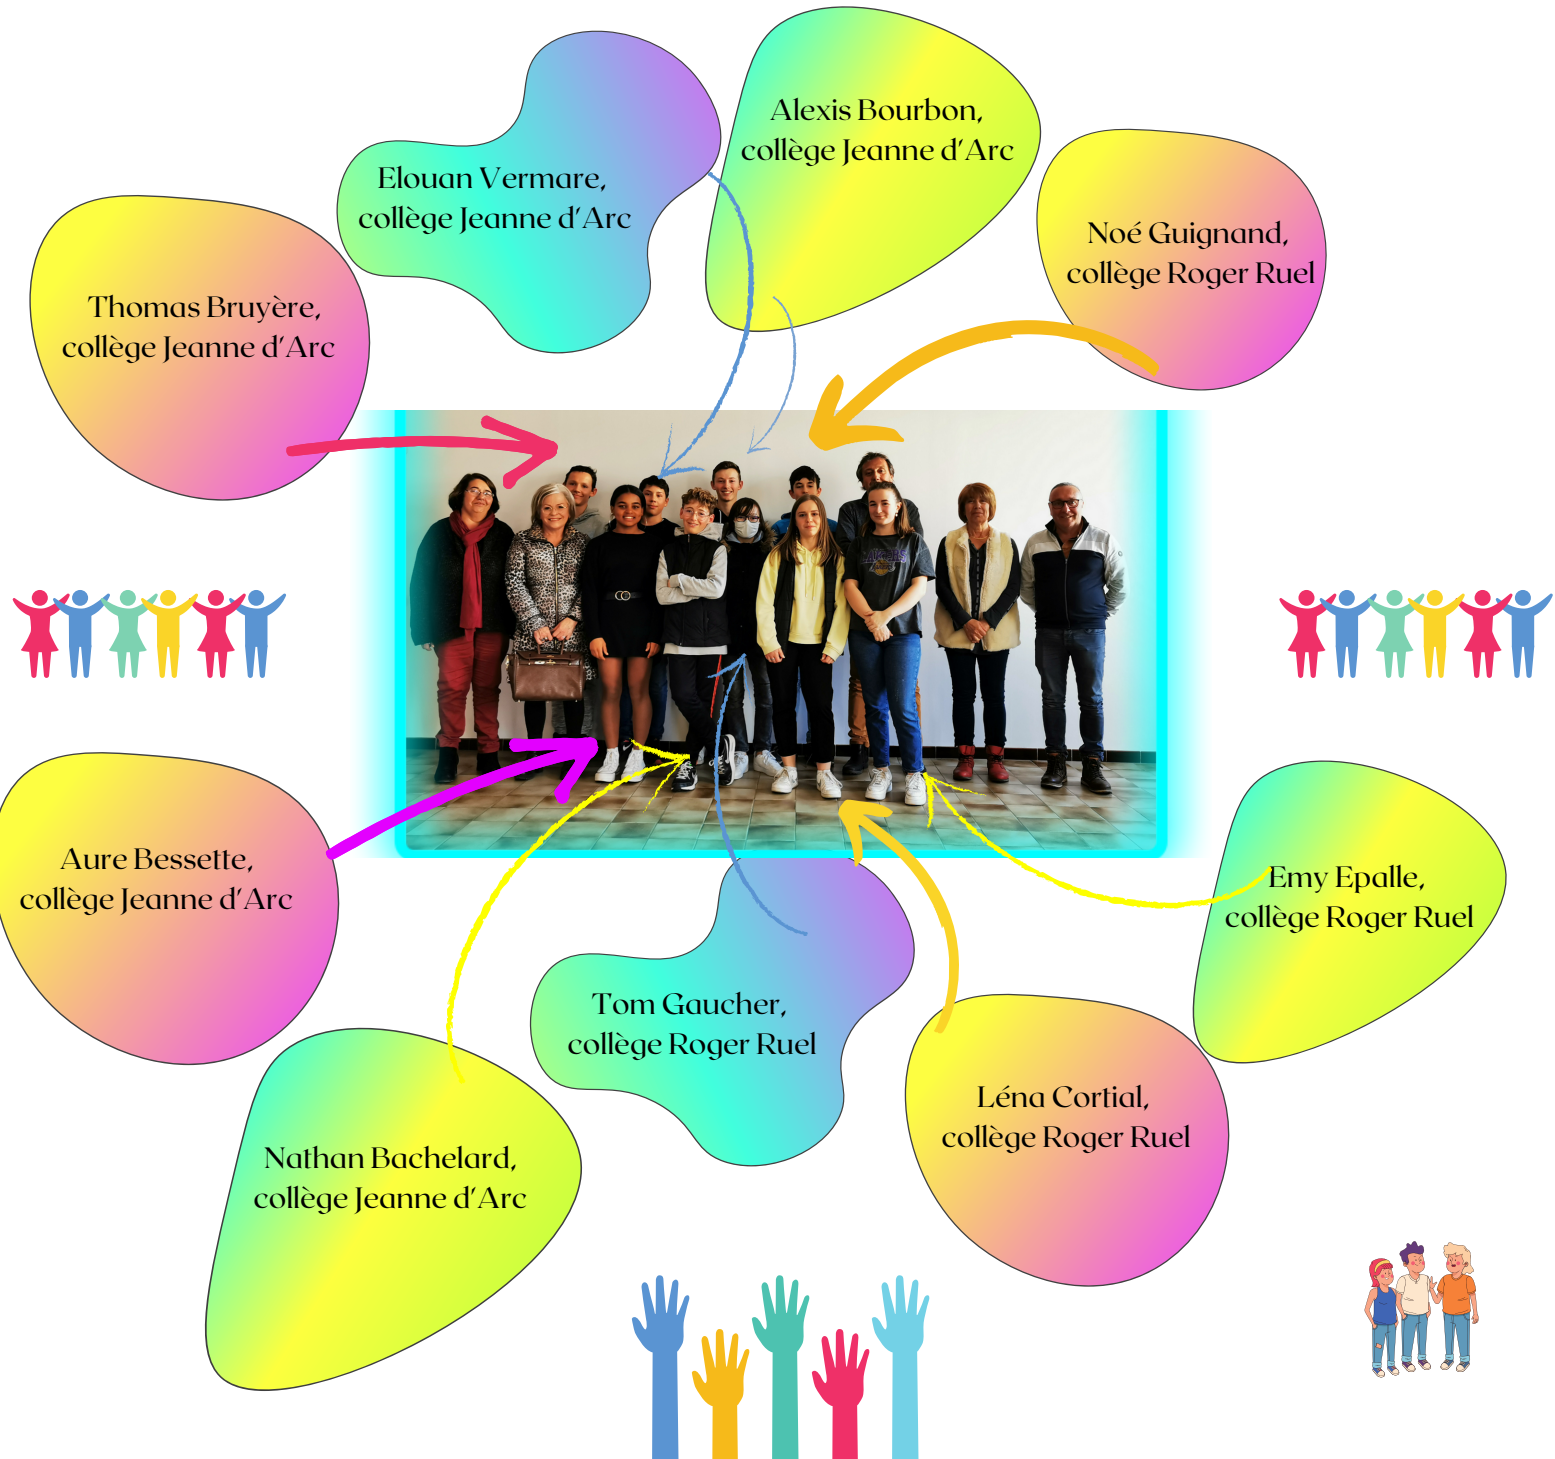 Alexis Bourbon,
collège Jeanne d'Arc
Elouan Vermare,
collège Jeanne d'Arc
Noé Guignand,
collège Roger Ruel
Thomas Bruyère,
collège Jeanne d'Arc
Aure Bessette,
collège Jeanne d'Arc
Emy Epalle,
collège Roger Ruel
Tom Gaucher,
collège Roger Ruel
Léna Cortial,
collège Roger Ruel
Nathan Bachelard,
collège Jeanne d'Arc